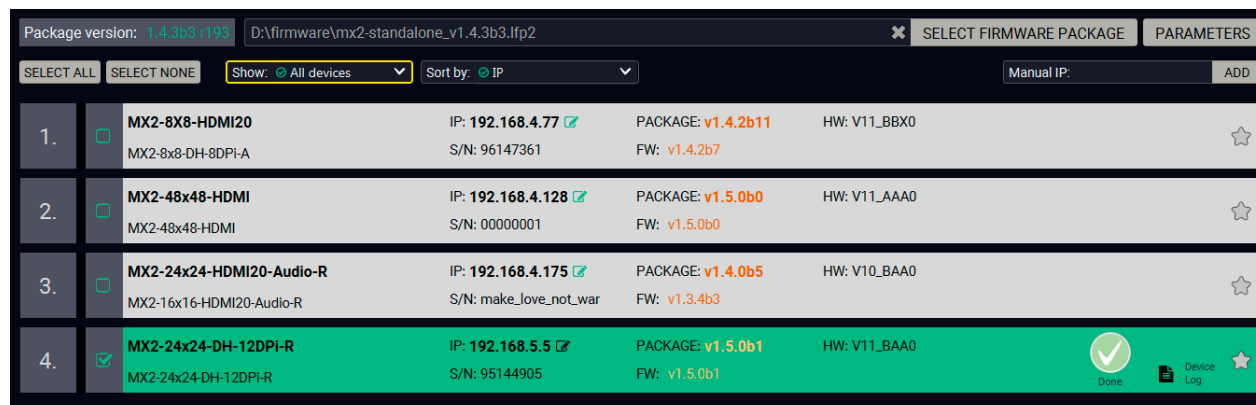 Package version: 1.4.3b3 r193 D:\firmware\mx2-standalone_v1.4.3b3.lfp2 SELECT FIRMWARE PACKAGE PARAMETERS
SELECT ALL SELECT NONE Show: All devices Sort by: IP Manual IP: ADD
1. MX2-8X8-HDMI20 IP: 192.168.4.77 PACKAGE: v1.4.2b11 HW: V11_BBX0
MX2-8x8-DH-8DPi-A S/N: 96147361 FW: v1.4.2b7
2. MX2-48x48-HDMI IP: 192.168.4.128 PACKAGE: v1.5.0b0 HW: V11_AAA0
MX2-48x48-HDMI S/N: 00000001 FW: v1.5.0b0
3. MX2-24x24-HDMI20-Audio-R IP: 192.168.4.175 PACKAGE: v1.4.0b5 HW: V10_BAA0
MX2-16x16-HDMI20-Audio-R S/N: make_love_not_war FW: v1.3.4b3
4. MX2-24x24-DH-12DPi-R IP: 192.168.5.5 PACKAGE: v1.5.0b1 HW: V11_BAA0
MX2-24x24-DH-12DPi-R S/N: 95144905 FW: v1.5.0b1 Done Device Log